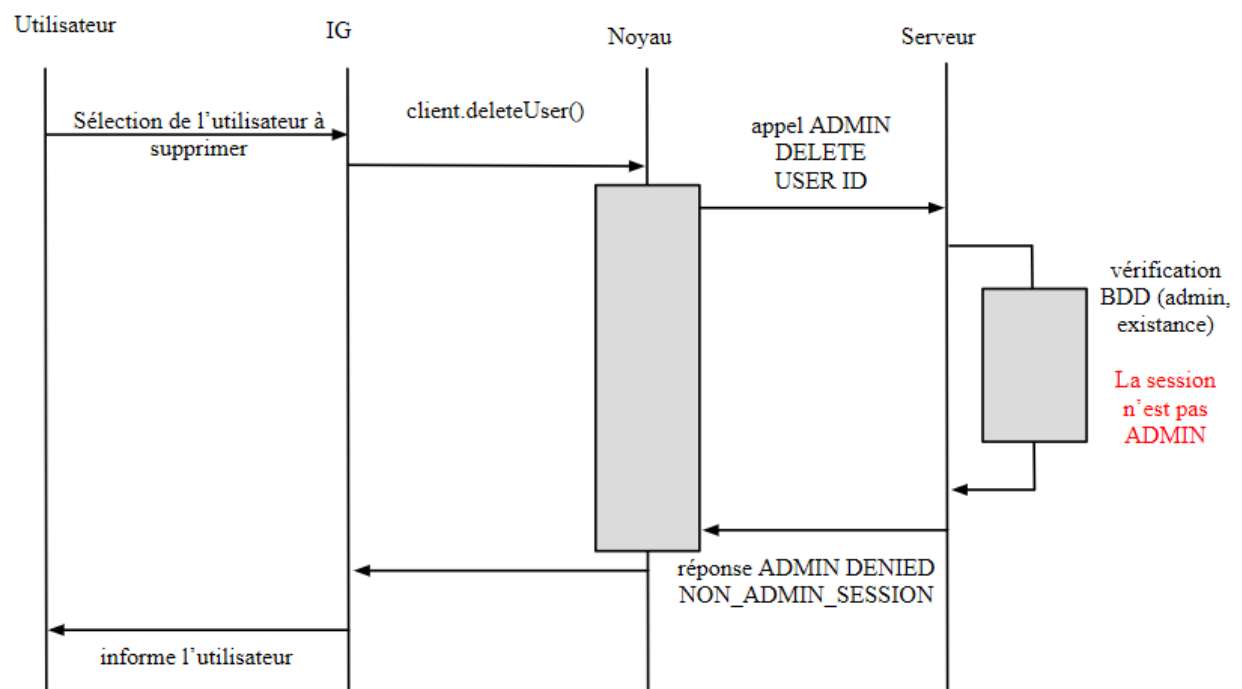 Utilisateur
IG
Noyau
Serveur
Sélection de l'utilisateur à
supprimer
client.deleteUser()
appel ADMIN
DELETE
USER ID
vérification
BDD (admin,
existance)
La session
n'est pas
ADMIN
réponse ADMIN DENIED
NON_ADMIN_SESSION
informe l'utilisateur